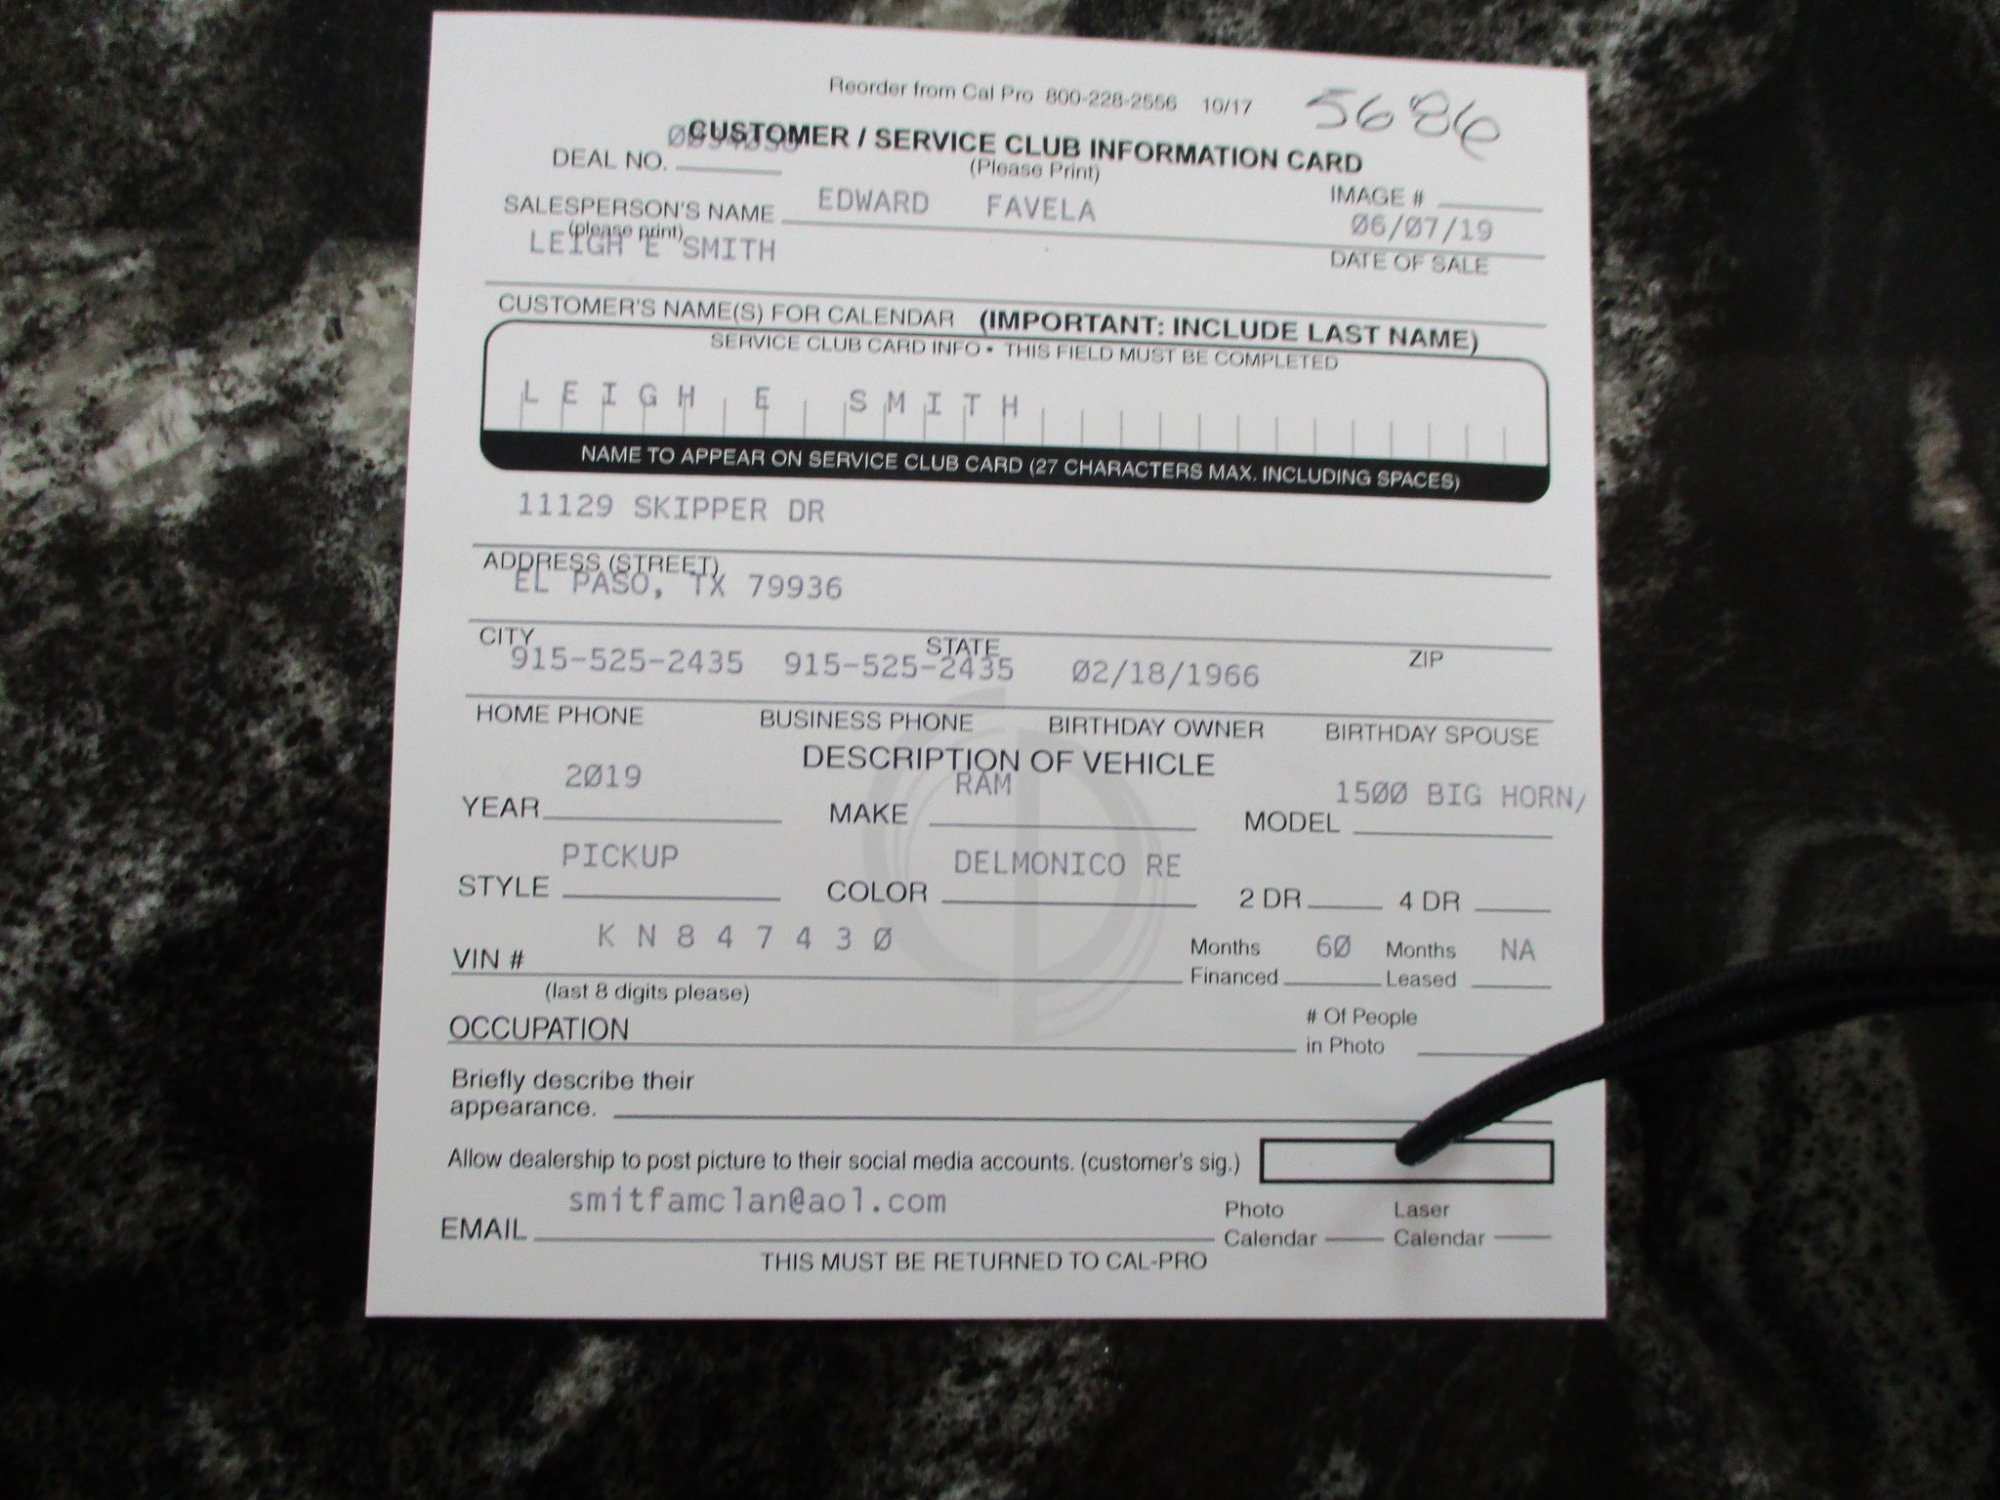 Reorder from Cal Pro 800-228-2556 10/17
5686
CUSTOMER / SERVICE CLUB INFORMATION CARD
DEAL NO.
(Please Print)
SALESPERSON'S NAME EDWARD FAVELA IMAGE #
(please print) 06/07/19
LEIGH E SMITH DATE OF SALE
CUSTOMER'S NAME(S) FOR CALENDAR (IMPORTANT: INCLUDE LAST NAME)
SERVICE CLUB CARD INFO • THIS FIELD MUST BE COMPLETED
LEIGH E SMITH
NAME TO APPEAR ON SERVICE CLUB CARD (27 CHARACTERS MAX. INCLUDING SPACES)
11129 SKIPPER DR
ADDRESS (STREET)
EL PASO, TX 79936
CITY STATE ZIP
915-525-2435 915-525-2435 02/18/1966
HOME PHONE BUSINESS PHONE BIRTHDAY OWNER BIRTHDAY SPOUSE
DESCRIPTION OF VEHICLE
YEAR 2019 MAKE RAM MODEL 1500 BIG HORN/
STYLE PICKUP COLOR DELMONICO RE 2 DR 4 DR
VIN # K N 8 4 7 4 3 0 Months Financed 60 Months Leased NA
(last 8 digits please)
OCCUPATION # Of People in Photo
Briefly describe their
appearance.
Allow dealership to post picture to their social media accounts. (customer's sig.)
EMAIL smitfamclan@aol.com Photo Calendar Laser Calendar
THIS MUST BE RETURNED TO CAL-PRO